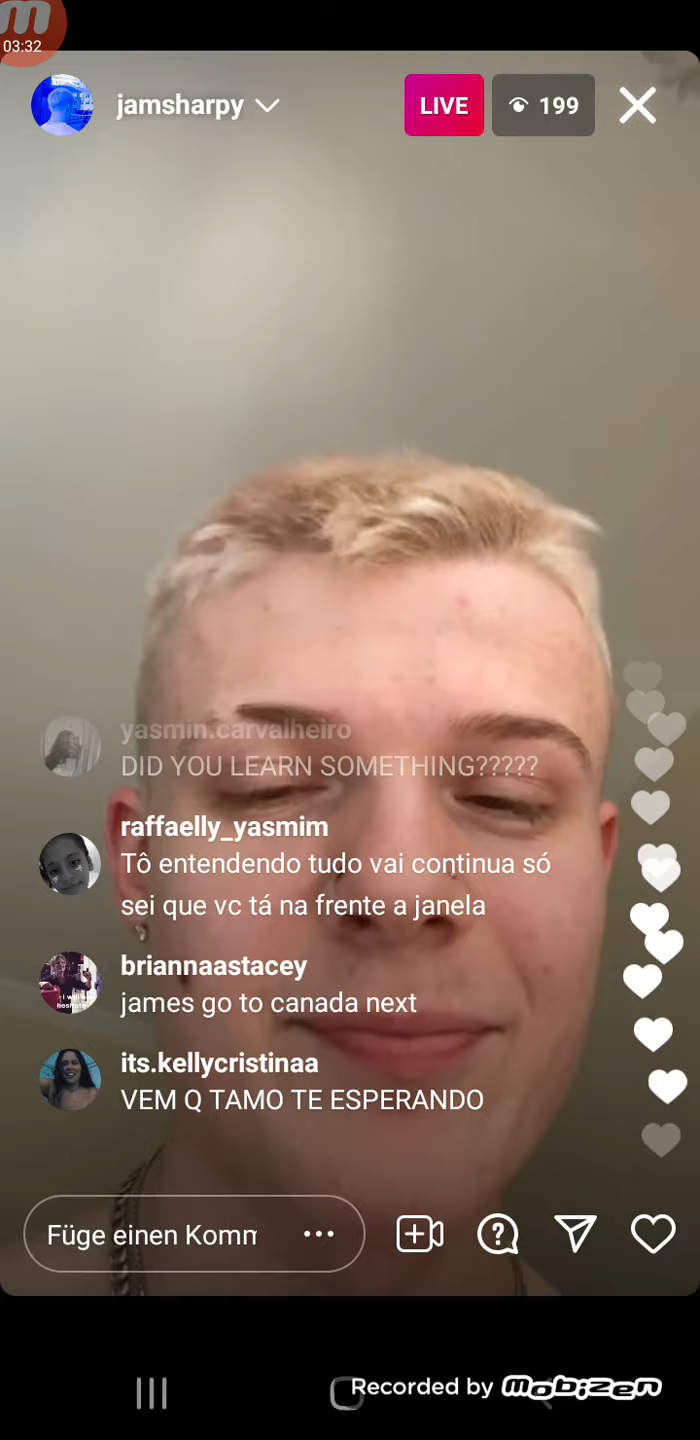 03:32
jamsharpy
LIVE
199
yasmin.carvalheiro
DID YOU LEARN SOMETHING?????
raffaelly_yasmim
Tô entendendo tudo vai continua só
sei que vc tá na frente a janela
briannaastacey
james go to canada next
its.kellycristinaa
VEM Q TAMO TE ESPERANDO
Füge einen Komm
Recorded by Mobizen